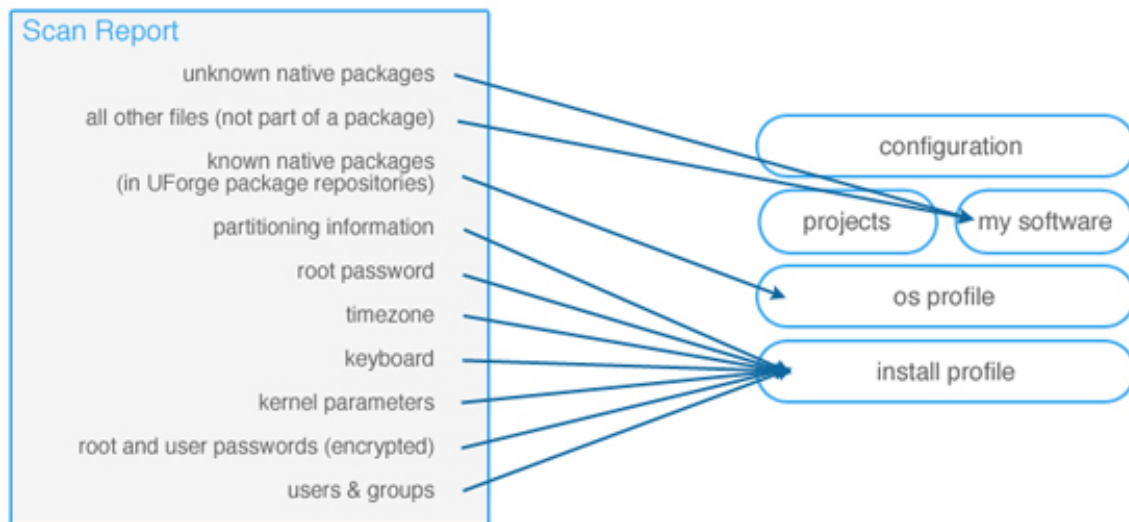 Scan Report
unknown native packages
all other files (not part of a package)
known native packages
(in UForge package repositories)
partitioning information
root password
timezone
keyboard
kernel parameters
root and user passwords (encrypted)
users & groups
configuration
projects
my software
os profile
install profile